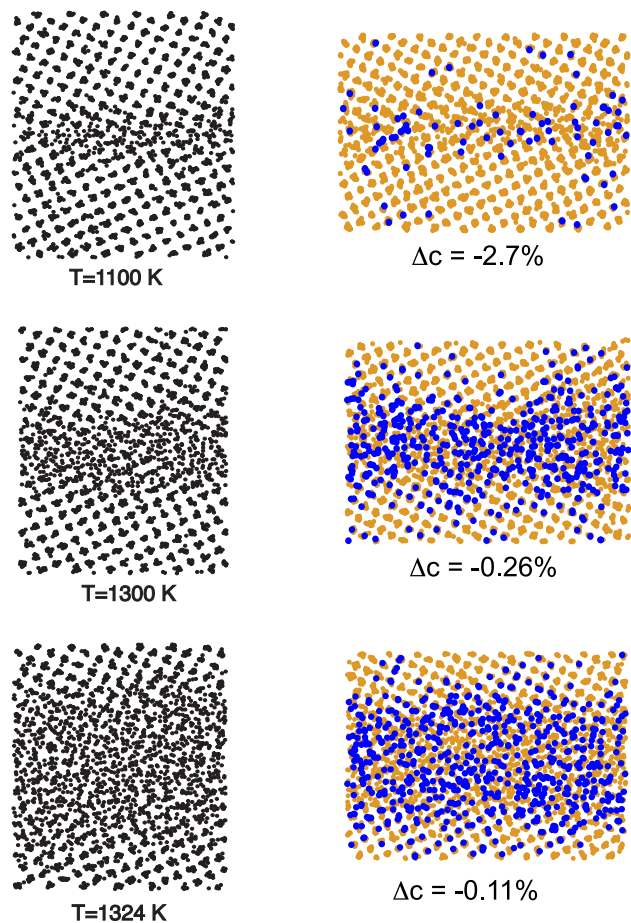 T=1100 K
Δc = -2.7%
T=1300 K
Δc = -0.26%
T=1324 K
Δc = -0.11%